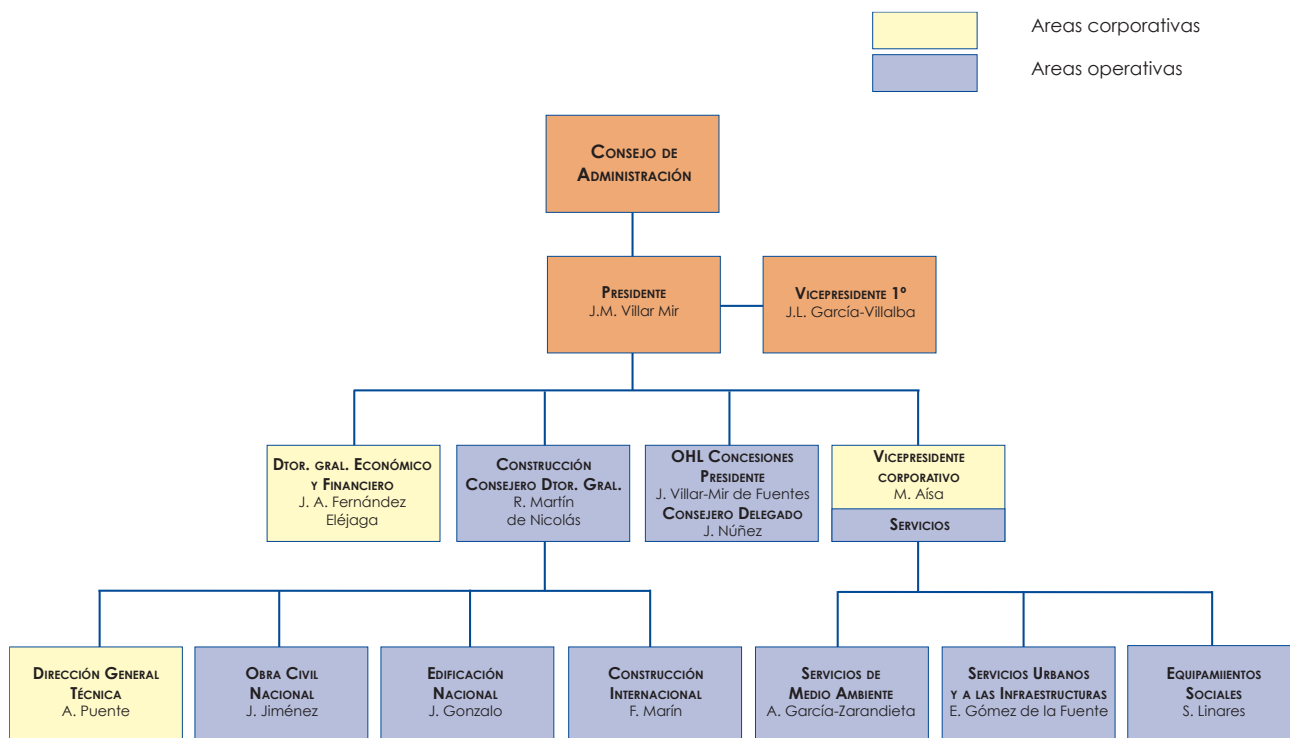 Areas corporativas
Areas operativas
Consejo de
Administración
Presidente
J.M. Villar Mir
Vicepresidente 1º
J.L. García-Villalba
Dtor. gral. Económico
y Financiero
J. A. Fernández
Eléjaga
Construcción
Consejero Dtor. Gral.
R. Martín
de Nicolás
OHL Concesiones
Presidente
J. Villar-Mir de Fuentes
Consejero Delegado
J. Núñez
Vicepresidente
corporativo
M. Aísa
Servicios
Dirección General
Técnica
A. Puente
Obra Civil
Nacional
J. Jiménez
Edificación
Nacional
J. Gonzalo
Construcción
Internacional
F. Marín
Servicios de
Medio Ambiente
A. García-Zarandieta
Servicios Urbanos
y a las Infraestructuras
E. Gómez de la Fuente
Equipamientos
Sociales
S. Linares